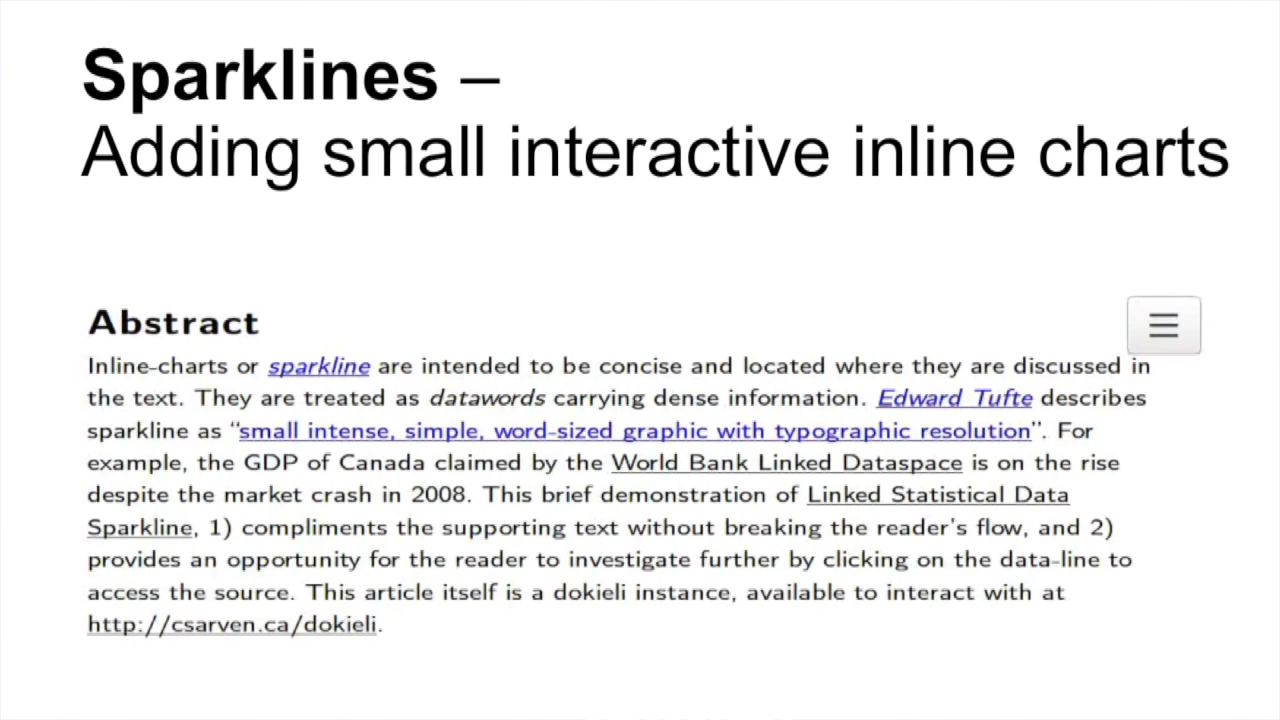 Sparklines –
Adding small interactive inline charts
Abstract
Inline-charts or sparkline are intended to be concise and located where they are discussed in
the text. They are treated as datawords carrying dense information. Edward Tufte describes
sparkline as “small intense, simple, word-sized graphic with typographic resolution”. For
example, the GDP of Canada claimed by the World Bank Linked Dataspace is on the rise
despite the market crash in 2008. This brief demonstration of Linked Statistical Data
Sparkline, 1) compliments the supporting text without breaking the reader's flow, and 2)
provides an opportunity for the reader to investigate further by clicking on the data-line to
access the source. This article itself is a dokieli instance, available to interact with at
http://csarven.ca/dokieli.